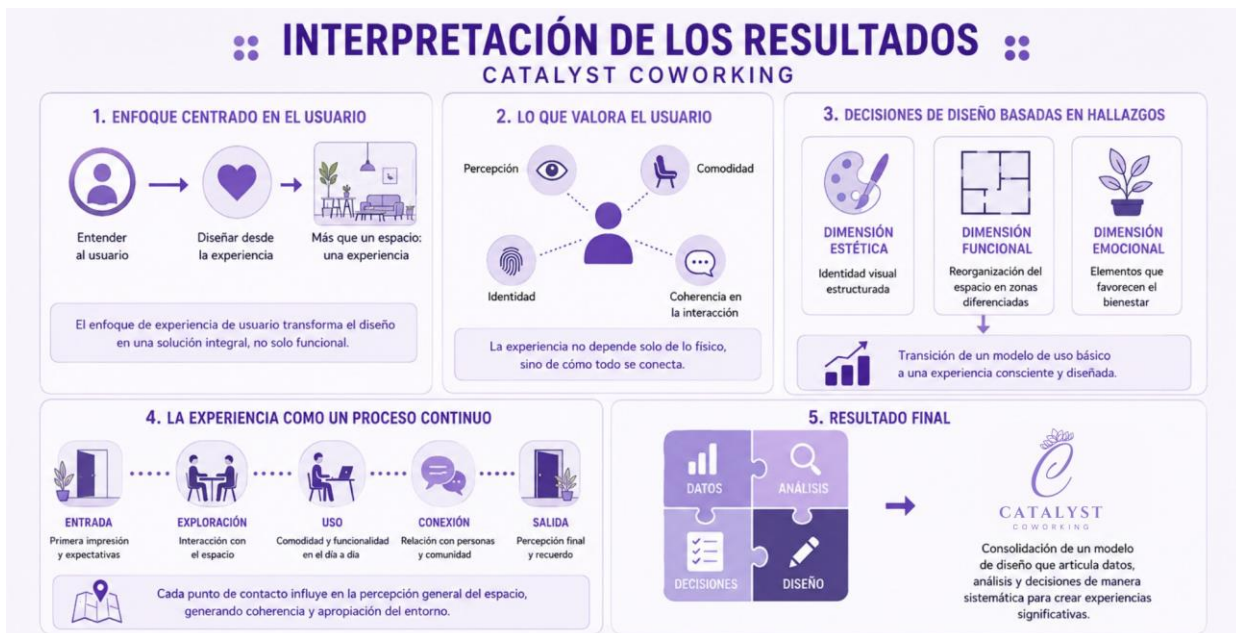 INTERPRETACIÓN DE LOS RESULTADOS
CATALYST COWORKING
1. ENFOQUE CENTRADO EN EL USUARIO
Entender
al usuario
Diseñar desde
la experiencia
Más que un espacio:
una experiencia
El enfoque de experiencia de usuario transforma el diseño
en una solución integral, no solo funcional.
2. LO QUE VALORA EL USUARIO
Percepción
Comodidad
Identidad
Coherencia en
la interacción
La experiencia no depende solo de lo físico,
sino de cómo todo se conecta.
3. DECISIONES DE DISEÑO BASADAS EN HALLAZGOS
DIMENSIÓN
ESTÉTICA
Identidad visual
estructurada
DIMENSIÓN
FUNCIONAL
Reorganización del
espacio en zonas
diferenciadas
DIMENSIÓN
EMOCIONAL
Elementos que
favorecen el
bienestar
Transición de un modelo de uso básico
a una experiencia consciente y diseñada.
4. LA EXPERIENCIA COMO UN PROCESO CONTINUO
ENTRADA
Primera impresión
y expectativas
EXPLORACIÓN
Interacción con
el espacio
USO
Comodidad y funcionalidad
en el día a día
CONEXIÓN
Relación con personas
y comunidad
SALIDA
Percepción final
y recuerdo
Cada punto de contacto influye en la percepción general del espacio,
generando coherencia y apropiación del entorno.
5. RESULTADO FINAL
DATOS
ANÁLISIS
DECISIONES
DISEÑO
C
CATALYST
COWORKING
Consolidación de un modelo
de diseño que articula datos,
análisis y decisiones de manera
sistemática para crear experiencias
significativas.